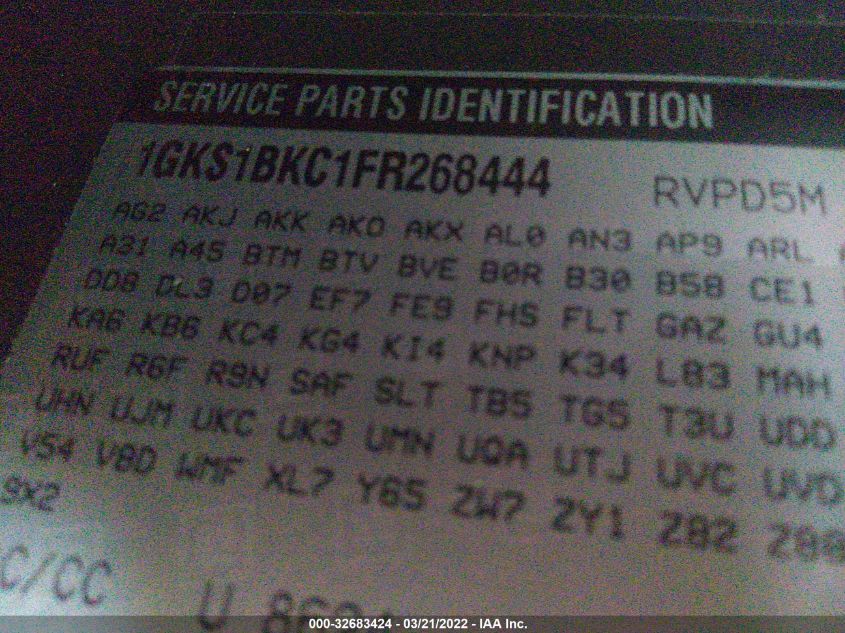 SERVICE PARTS IDENTIFICATION
1GKS1BKC1FR268444 RVPD5M
AG2 AKJ AKK AKO AKX AL0 AN3 AP9 ARL
A31 A45 BTM BTV BVE B0R B30 B58 CE1
DD8 DL3 D07 EF7 FE9 FHS FLT GAZ GU4
KA6 KB6 KC4 KG4 KI4 KNP K34 L83 MAH
RUF R6F R9N SAF SLT TB5 TG5 T3U UDD
UHN UJM UKC UK3 UMN UQA UTJ UVC UVD
V54 V8D WMF XL7 Y65 ZW7 ZY1 Z82
9X2
C/CC U
000-32683424 - 03/21/2022 - IAA Inc.